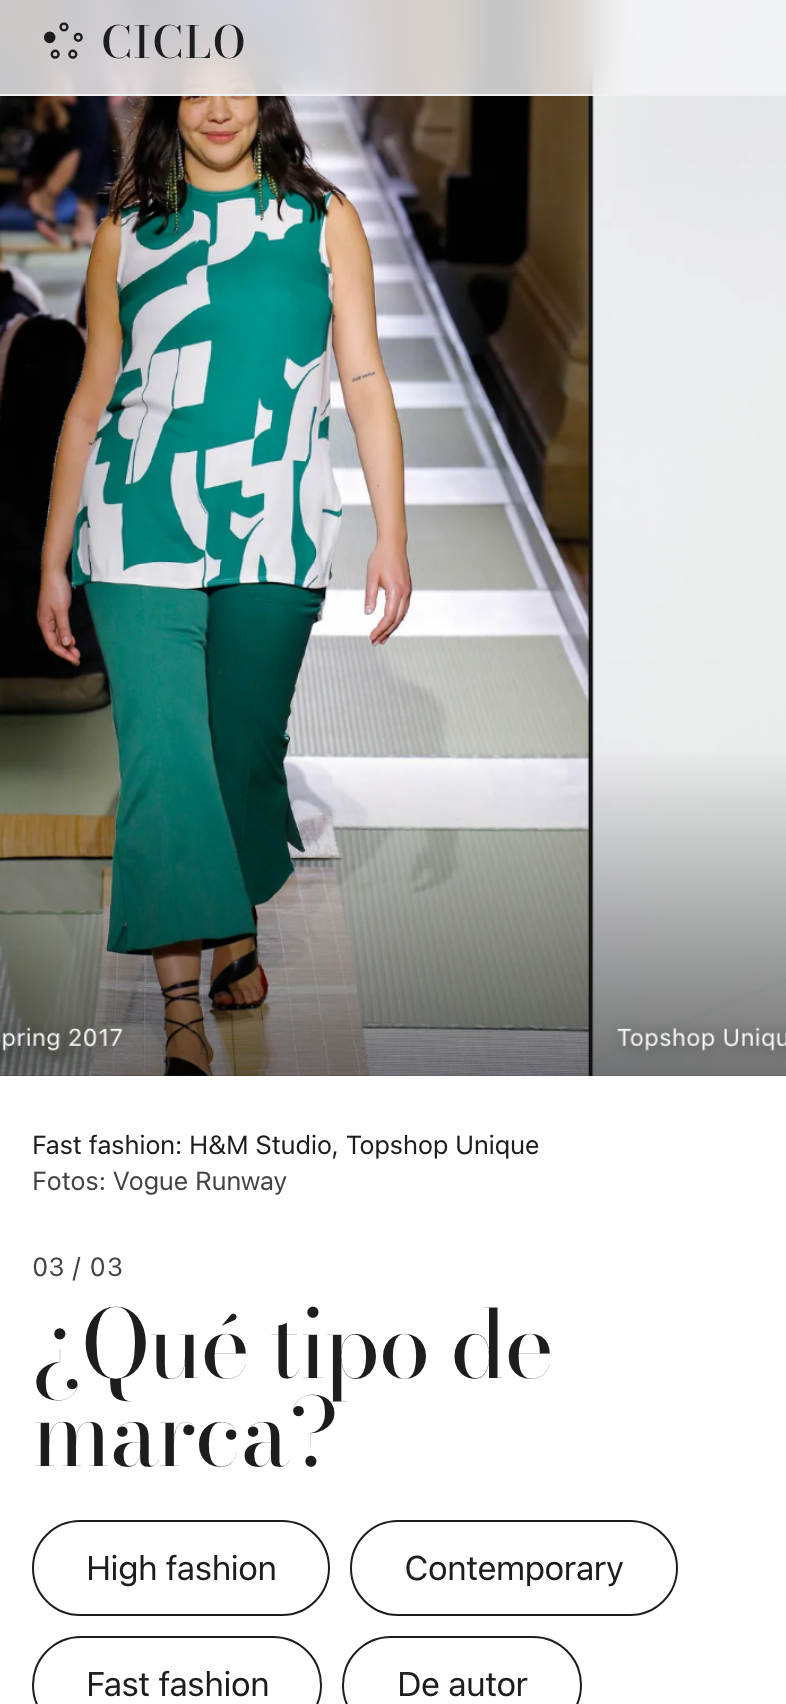 CICLO
pring 2017
Topshop Uniqu
Fast fashion: H&M Studio, Topshop Unique
Fotos: Vogue Runway
03 / 03
¿Qué tipo de
marca?
High fashion
Contemporary
Fast fashion
De autor